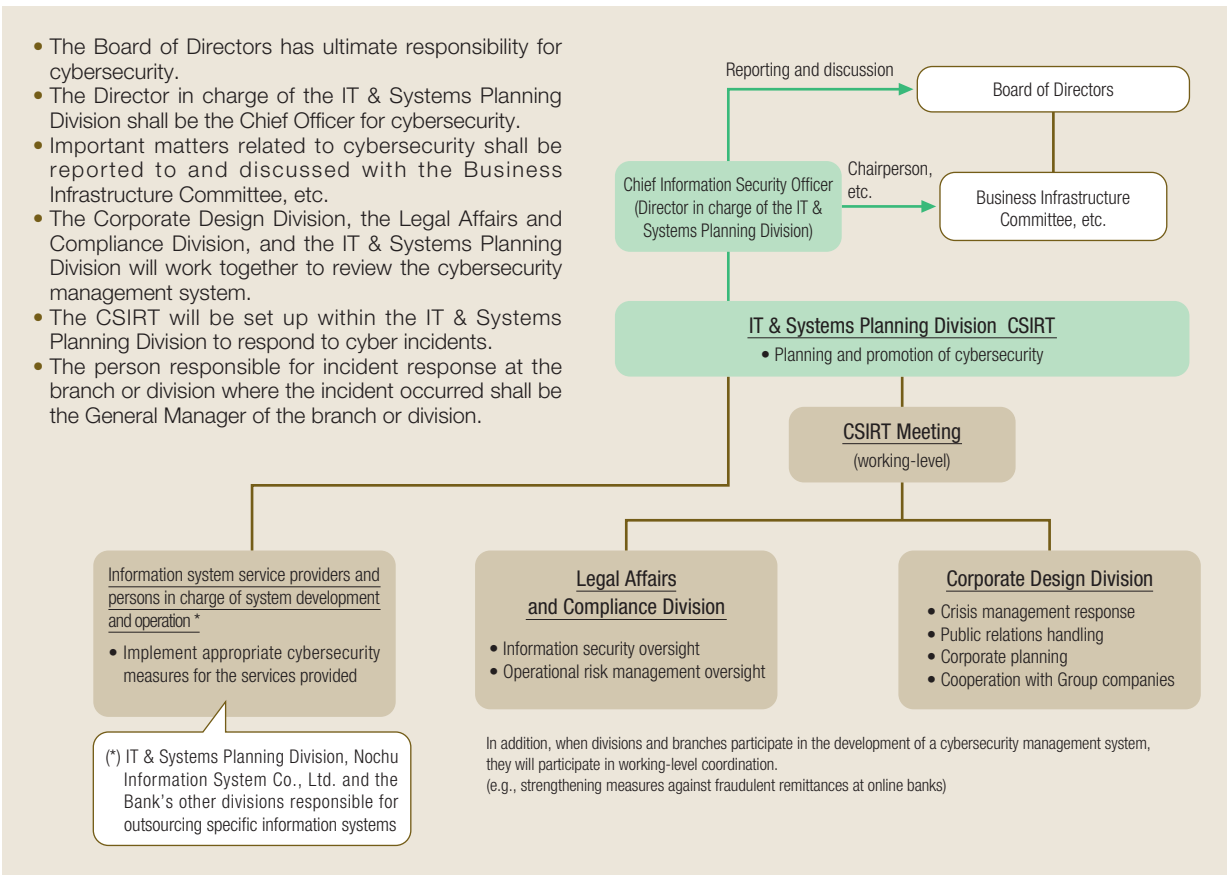 • The Board of Directors has ultimate responsibility for
cybersecurity.
• The Director in charge of the IT & Systems Planning
Division shall be the Chief Officer for cybersecurity.
• Important matters related to cybersecurity shall be
reported to and discussed with the Business
Infrastructure Committee, etc.
• The Corporate Design Division, the Legal Affairs and
Compliance Division, and the IT & Systems Planning
Division will work together to review the cybersecurity
management system.
• The CSIRT will be set up within the IT & Systems
Planning Division to respond to cyber incidents.
• The person responsible for incident response at the
branch or division where the incident occurred shall be
the General Manager of the branch or division.
Reporting and discussion
Board of Directors
Chief Information Security Officer
(Director in charge of the IT &
Systems Planning Division)
Chairperson,
etc.
Business Infrastructure
Committee, etc.
IT & Systems Planning Division CSIRT
• Planning and promotion of cybersecurity
CSIRT Meeting
(working-level)
Information system service providers and
persons in charge of system development
and operation *
• Implement appropriate cybersecurity
measures for the services provided
(*) IT & Systems Planning Division, Nochu
Information System Co., Ltd. and the
Bank's other divisions responsible for
outsourcing specific information systems
Legal Affairs
and Compliance Division
• Information security oversight
• Operational risk management oversight
Corporate Design Division
• Crisis management response
• Public relations handling
• Corporate planning
• Cooperation with Group companies
In addition, when divisions and branches participate in the development of a cybersecurity management system,
they will participate in working-level coordination.
(e.g., strengthening measures against fraudulent remittances at online banks)